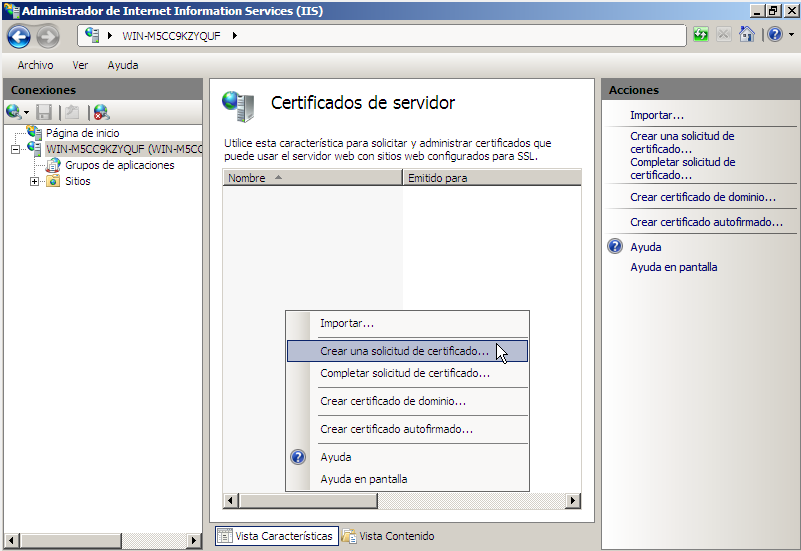 Administrador de Internet Information Services (IIS)
WIN-M5CC9KZYQUF
Archivo Ver Ayuda
Conexiones
Página de inicio
WIN-M5CC9KZYQUF (WIN-M5CC
Grupos de aplicaciones
Sitios
Certificados de servidor
Utilice esta característica para solicitar y administrar certificados que
puede usar el servidor web con sitios web configurados para SSL.
Nombre Emitido para
Importar...
Crear una solicitud de certificado...
Completar solicitud de certificado...
Crear certificado de dominio...
Crear certificado autofirmado...
Ayuda
Ayuda en pantalla
Vista Características Vista Contenido
Acciones
Importar...
Crear una solicitud de
certificado...
Completar solicitud de
certificado...
Crear certificado de dominio...
Crear certificado autofirmado...
Ayuda
Ayuda en pantalla